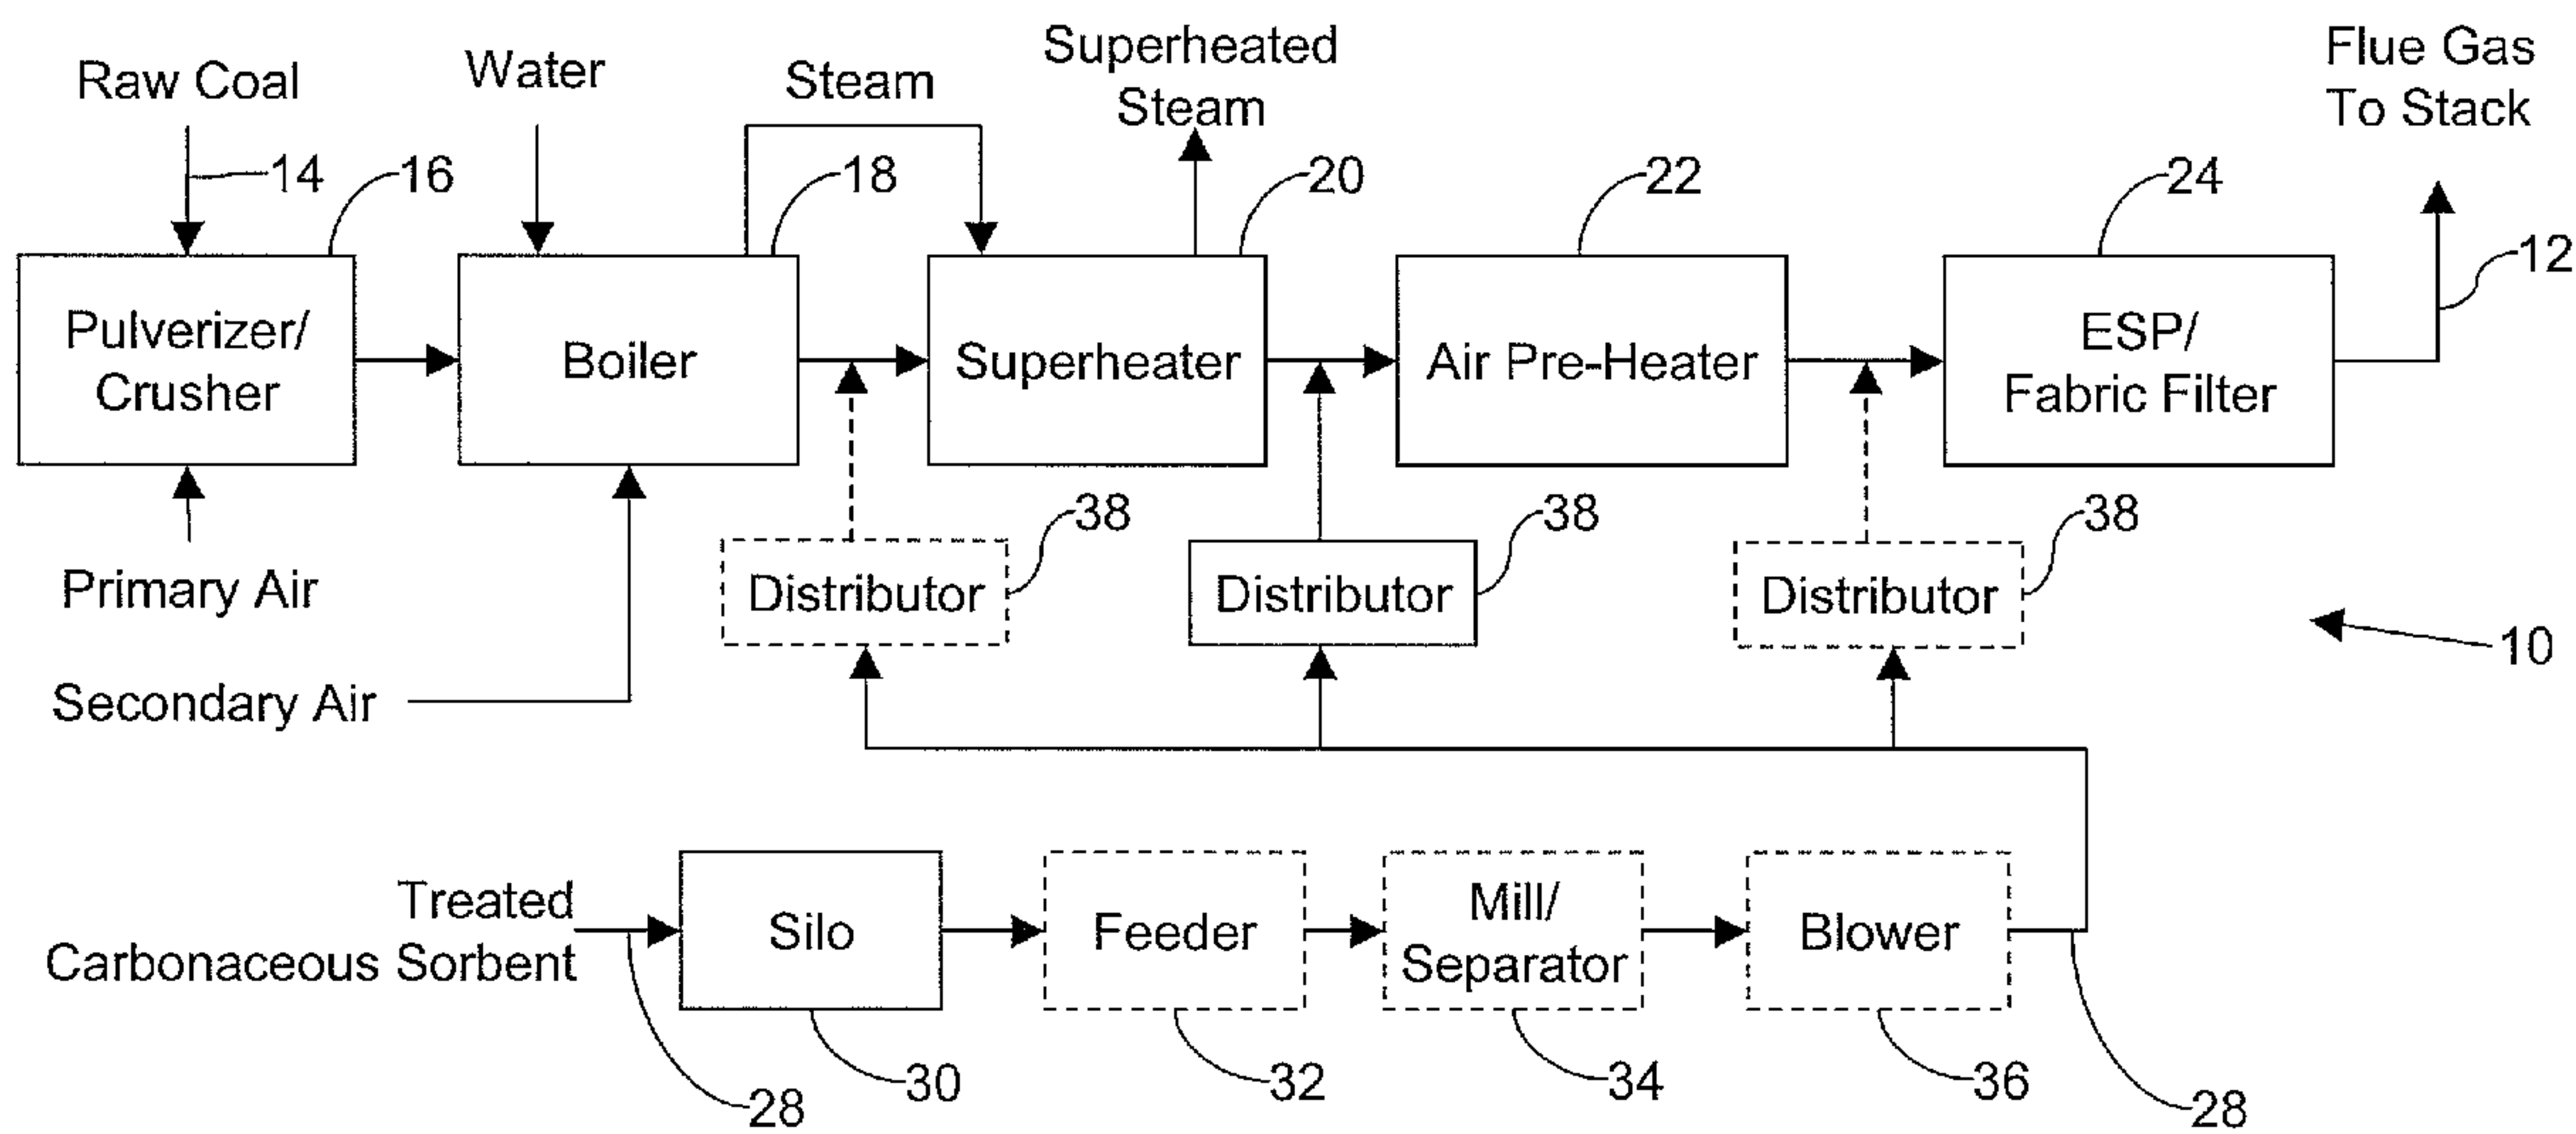 Raw Coal
Water
Steam
Superheated
Steam
Flue Gas
To Stack
14
16
18
20
22
24
12
Pulverizer/
Crusher
Boiler
Superheater
Air Pre-Heater
ESP/
Fabric Filter
38
38
38
Primary Air
Distributor
Distributor
Distributor
10
Secondary Air
Treated
Carbonaceous Sorbent
Silo
Feeder
Mill/
Separator
Blower
28
30
32
34
36
28